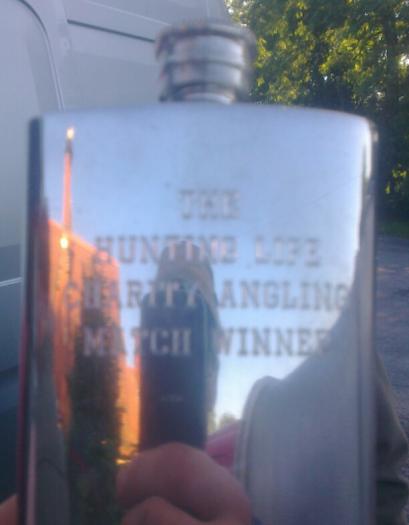 THE
HUNTING LIFE
CHARITY ANGLING
MATCH WINNER